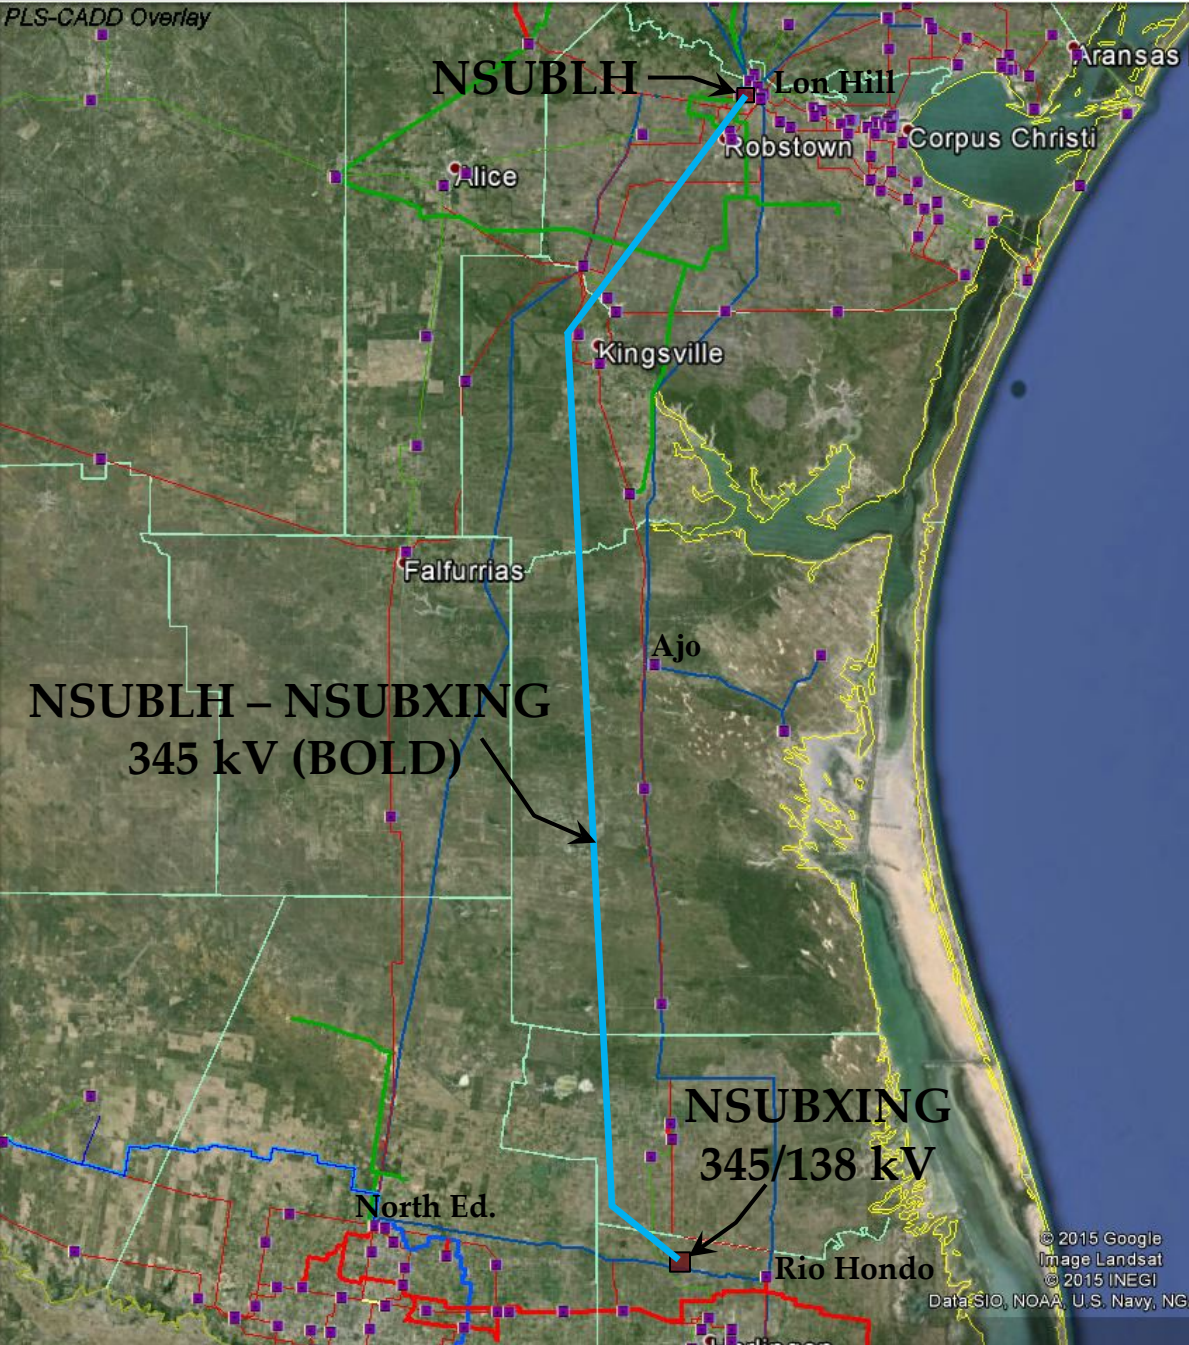 PLS-CADD Overlay
NSUBLH
Lon Hill
Aransas
Robstown
Corpus Christi
Alice
Kingsville
Falfurrias
Ajo
NSUBLH – NSUBXING
345 kV (BOLD)
NSUBXING
345/138 kV
North Ed.
Rio Hondo
© 2015 Google
Image Landsat
© 2015 INEGI
Data SIO, NOAA, U.S. Navy, NG